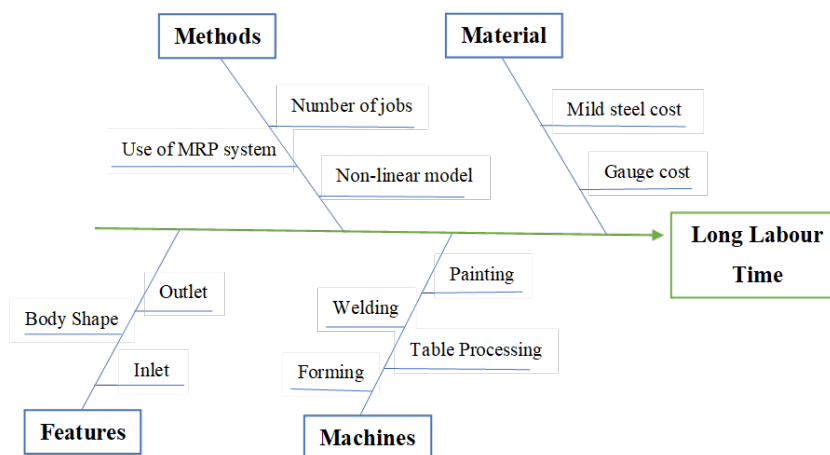 Methods
Material
Number of jobs
Mild steel cost
Use of MRP system
Non-linear model
Gauge cost
Long Labour
Time
Painting
Outlet
Welding
Body Shape
Table Processing
Inlet
Forming
Features
Machines